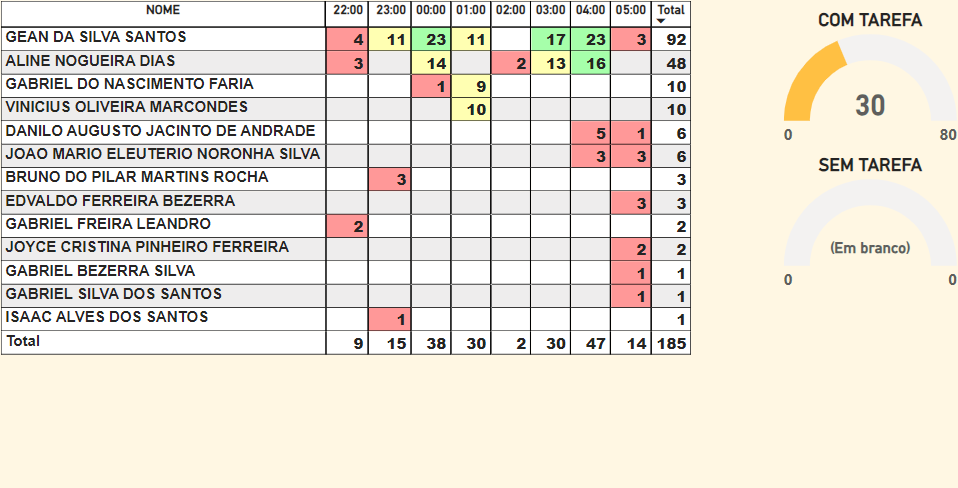 NOME 22:00 23:00 00:00 01:00 02:00 03:00 04:00 05:00 Total
GEAN DA SILVA SANTOS 4 11 23 11 17 23 3 92
ALINE NOGUEIRA DIAS 3 14 2 13 16 48
GABRIEL DO NASCIMENTO FARIA 1 9 10
VINICIUS OLIVEIRA MARCONDES 10 10
DANILO AUGUSTO JACINTO DE ANDRADE 5 1 6
JOAO MARIO ELEUTERIO NORONHA SILVA 3 3 6
BRUNO DO PILAR MARTINS ROCHA 3 3
EDVALDO FERREIRA BEZERRA 3 3
GABRIEL FREIRA LEANDRO 2 2
JOYCE CRISTINA PINHEIRO FERREIRA 2 2
GABRIEL BEZERRA SILVA 1 1
GABRIEL SILVA DOS SANTOS 1 1
ISAAC ALVES DOS SANTOS 1 1
Total 9 15 38 30 2 30 47 14 185
COM TAREFA
30
0 80
SEM TAREFA
(Em branco)
0 0